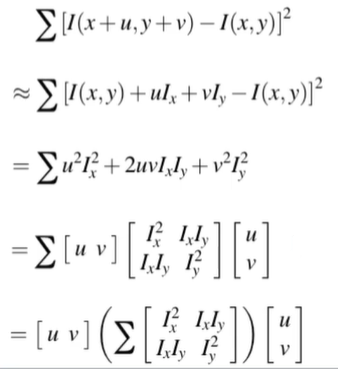 ∑[I(x+u,y+v)−I(x,y)]²
≈∑[I(x,y)+uIₓ+vI_y−I(x,y)]²
=∑u²Iₓ²+2uvIₓI_y+v²I_y²
=∑[u v][Iₓ² IₓI_y; IₓI_y I_y²][u; v]
=[u v](∑[Iₓ² IₓI_y; IₓI_y I_y²])[u; v]